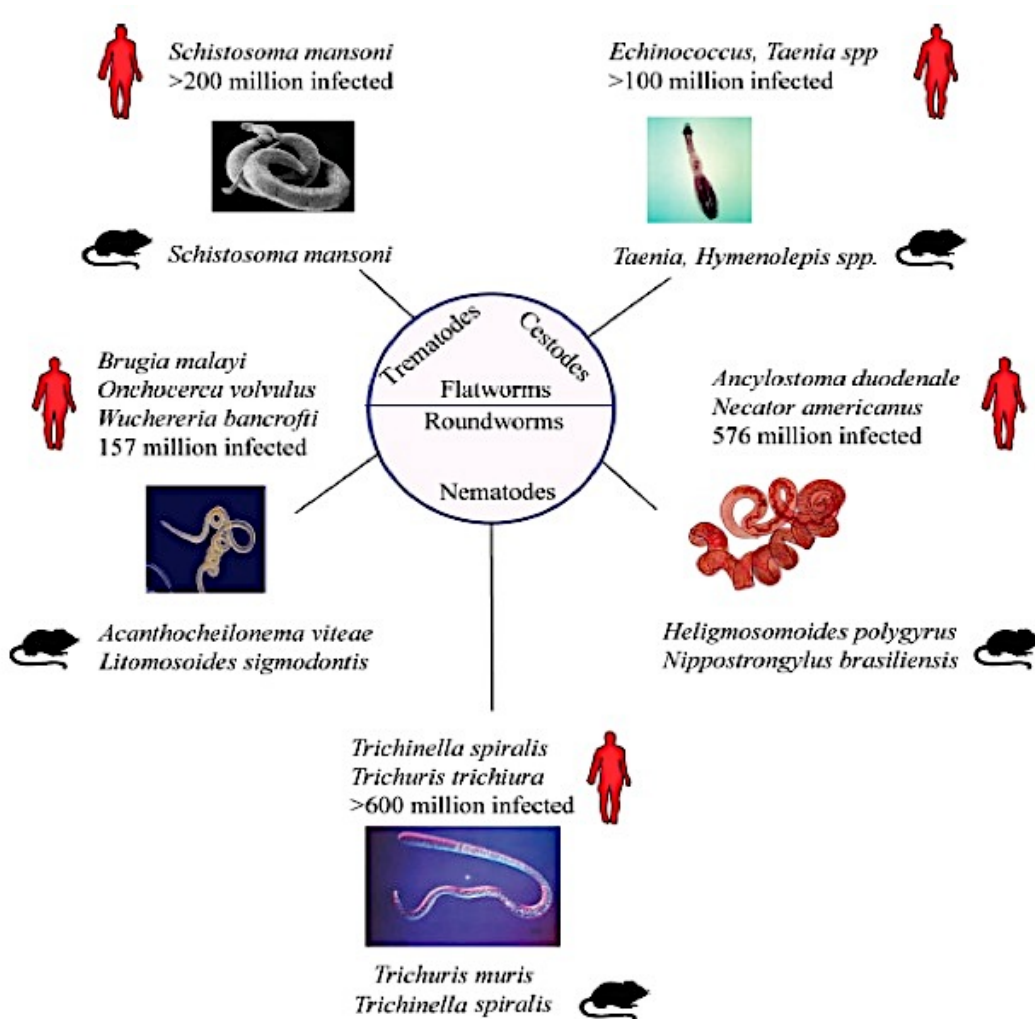 Schistosoma mansoni
>200 million infected
Schistosoma mansoni
Echinococcus, Taenia spp
>100 million infected
Taenia, Hymenolepis spp.
Trematodes
Cestodes
Flatworms
Roundworms
Nematodes
Brugia malayi
Onchocerca volvulus
Wuchereria bancrofti
157 million infected
Acanthocheilonema viteae
Litomosoides sigmodontis
Ancylostoma duodenale
Necator americanus
576 million infected
Heligmosomoides polygyrus
Nippostrongylus brasiliensis
Trichinella spiralis
Trichuris trichiura
>600 million infected
Trichuris muris
Trichinella spiralis